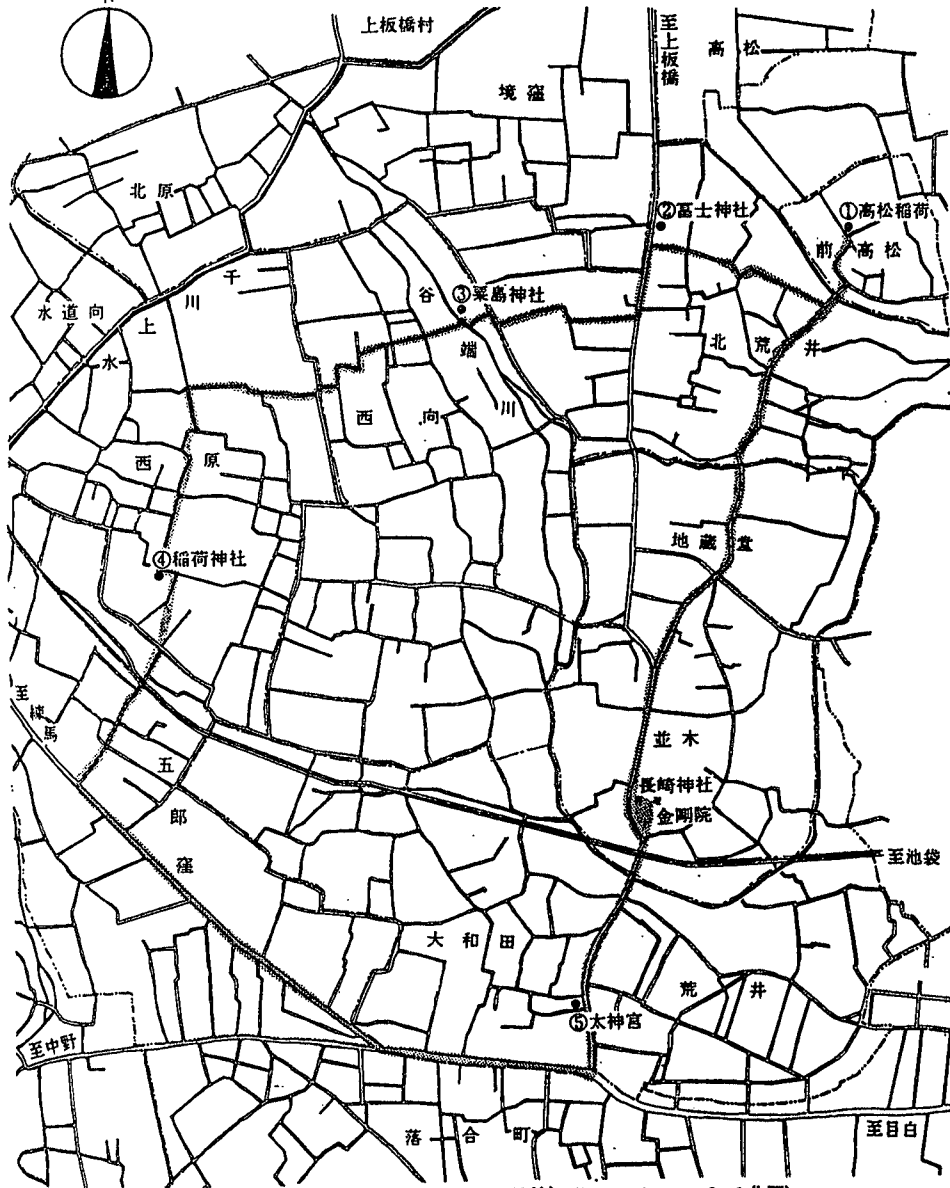 上板橋村
至上板橋
高松
境窪
北原
②冨士神社
①高松稲荷
前高松
千川上水
水道向
谷端川
③粟島神社
北荒井
西向
西原
地蔵堂
④稲荷神社
至練馬
並木
五郎窪
長崎神社
金剛院
至池袋
大和田
荒井
⑤太神宮
至中野
至目白
落合町